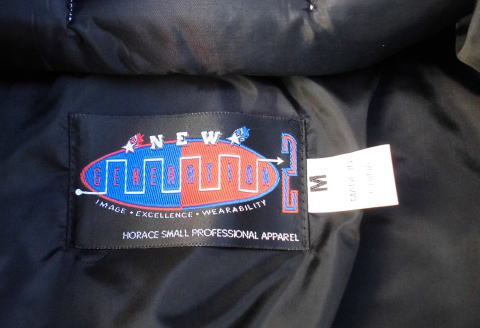 NEW
GENERATION 2
IMAGE • EXCELLENCE • WEARABILITY
HORACE SMALL PROFESSIONAL APPAREL
M